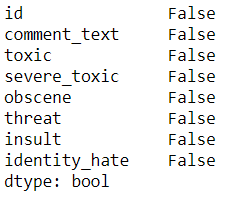 id False
comment_text False
toxic False
severe_toxic False
obscene False
threat False
insult False
identity_hate False
dtype: bool